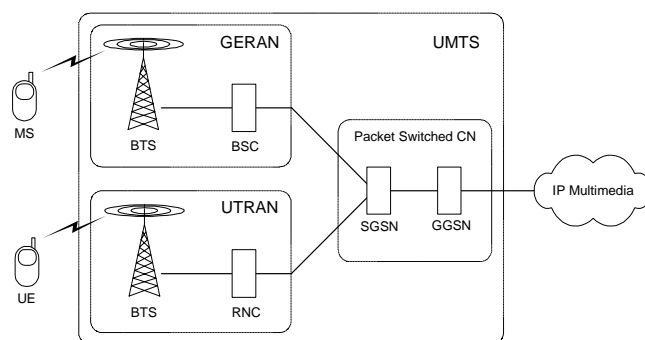 GERAN
UMTS
MS
BTS
BSC
Packet Switched CN
SGSN
GGSN
IP Multimedia
UTRAN
UE
BTS
RNC